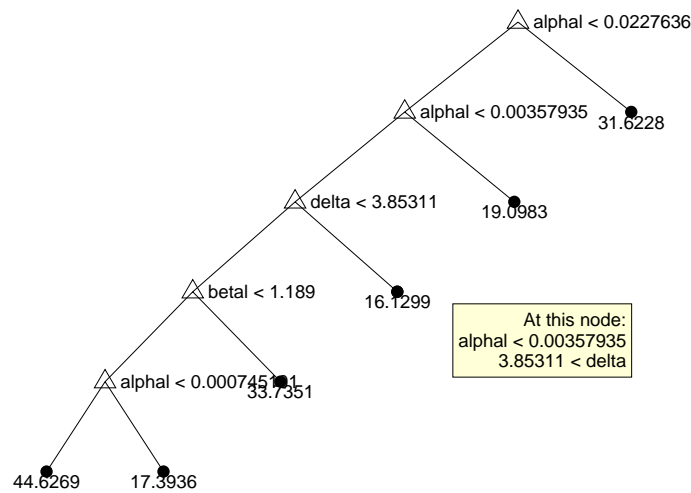 alphal < 0.0227636
alphal < 0.00357935
31.6228
delta < 3.85311
19.0983
betal < 1.189
16.1299
At this node:
alphal < 0.00357935
3.85311 < delta
33.7351
44.6269
17.3936